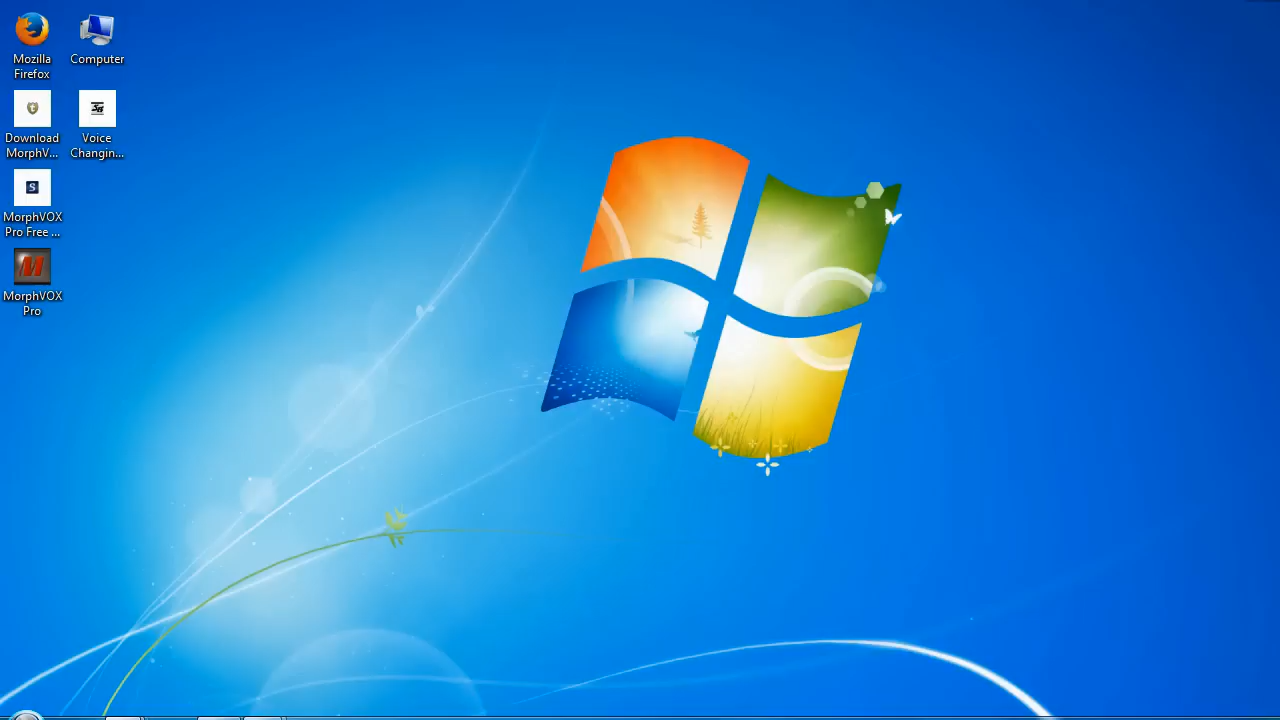 Mozilla
Firefox
Computer
Download
MorphV...
Voice
Changin...
S
MorphVOX
Pro Free ...
M
MorphVOX
Pro